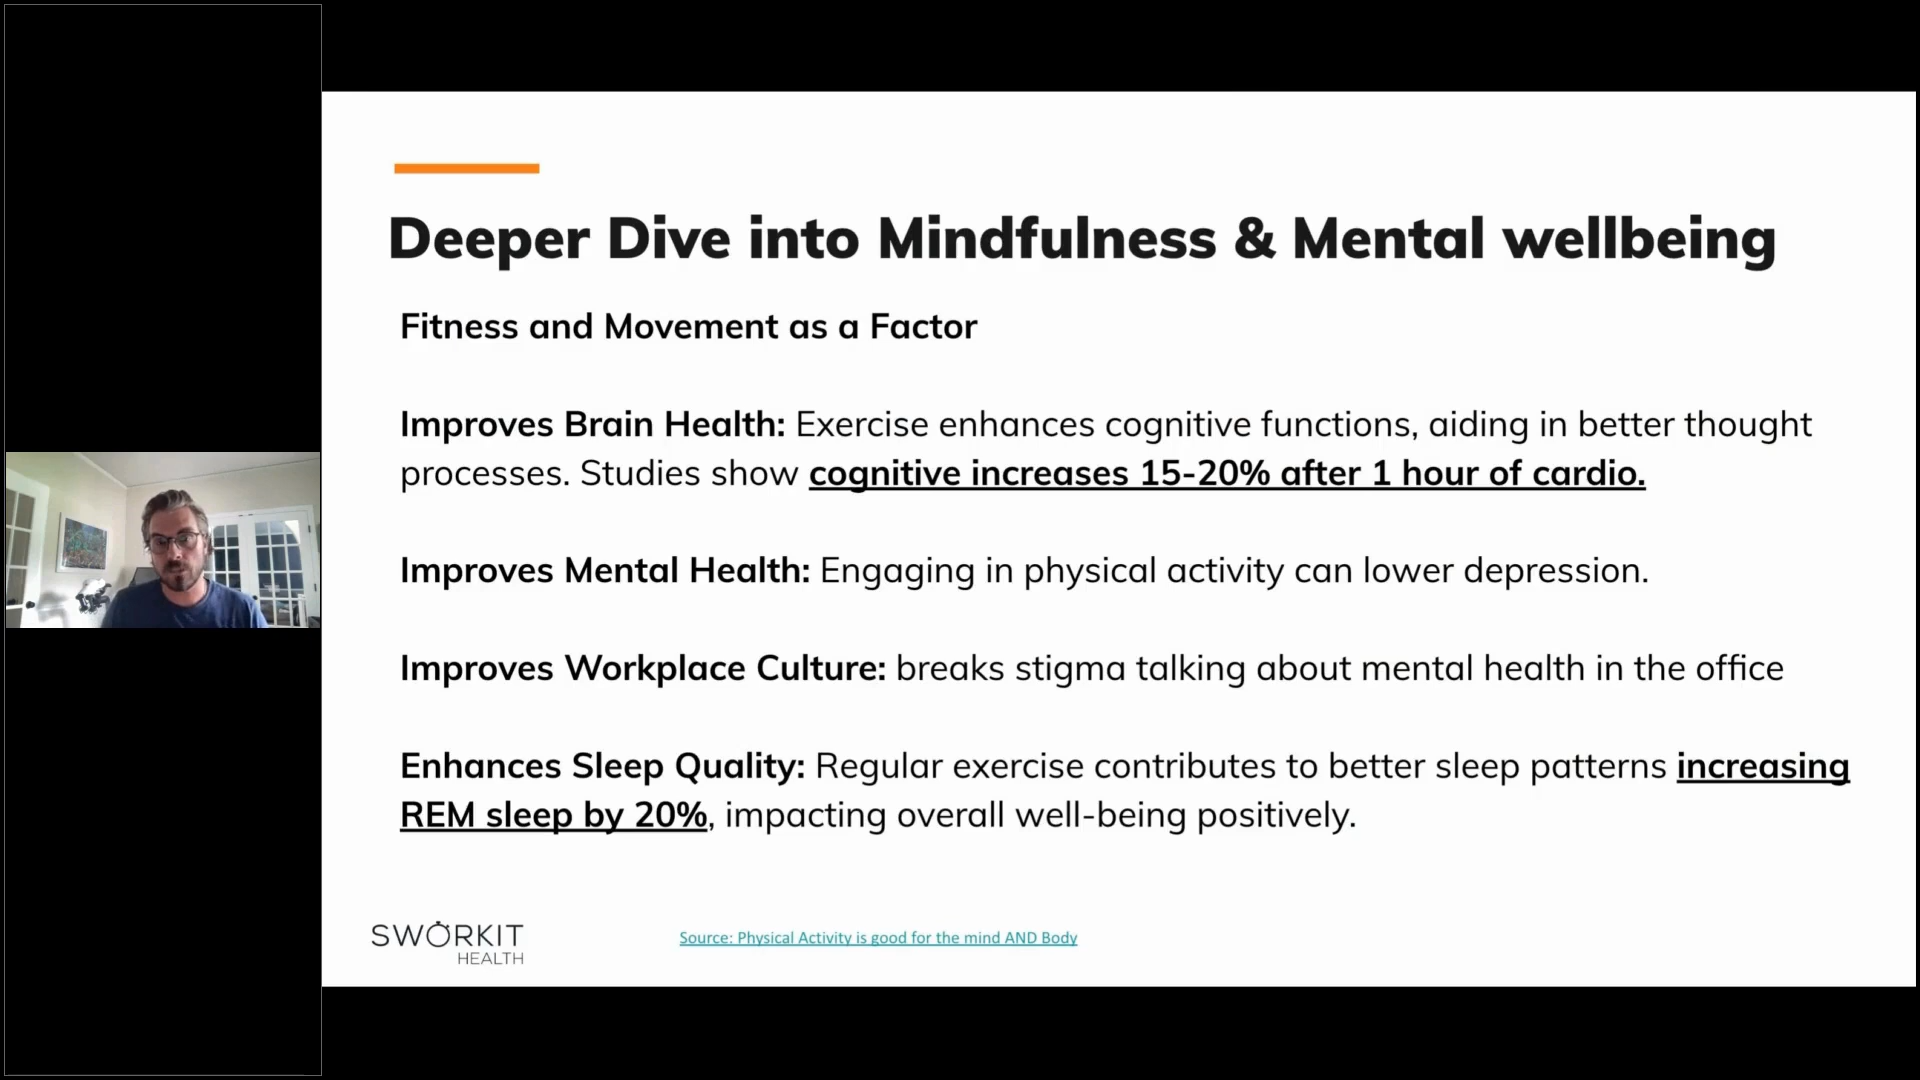 Deeper Dive into Mindfulness & Mental wellbeing
Fitness and Movement as a Factor
Improves Brain Health: Exercise enhances cognitive functions, aiding in better thought
processes. Studies show cognitive increases 15-20% after 1 hour of cardio.
Improves Mental Health: Engaging in physical activity can lower depression.
Improves Workplace Culture: breaks stigma talking about mental health in the office
Enhances Sleep Quality: Regular exercise contributes to better sleep patterns increasing
REM sleep by 20%, impacting overall well-being positively.
SWORKIT
HEALTH
Source: Physical Activity is good for the mind AND Body